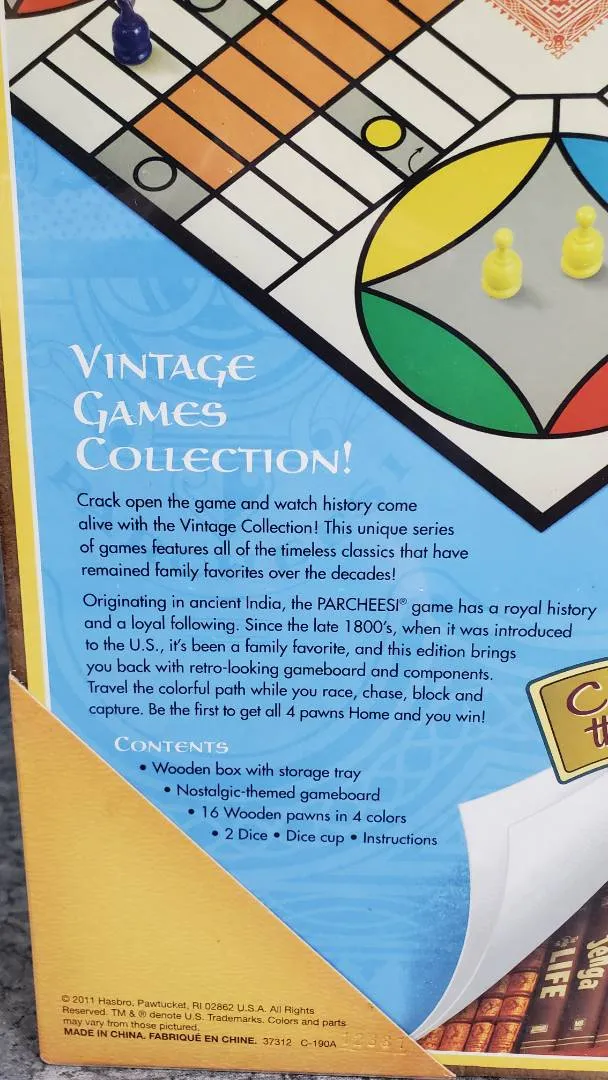 VINTAGE
GAMES
COLLECTION!
Crack open the game and watch history come
alive with the Vintage Collection! This unique series
of games features all of the timeless classics that have
remained family favorites over the decades!
Originating in ancient India, the PARCHEESI® game has a royal history
and a loyal following. Since the late 1800's, when it was introduced
to the U.S., it's been a family favorite, and this edition brings
you back with retro-looking gameboard and components.
Travel the colorful path while you race, chase, block and
capture. Be the first to get all 4 pawns Home and you win!
CONTENTS
• Wooden box with storage tray
• Nostalgic-themed gameboard
• 16 Wooden pawns in 4 colors
• 2 Dice • Dice cup • Instructions
LIFE
Jenga
© 2011 Hasbro, Pawtucket, RI 02862 U.S.A. All Rights
Reserved. TM & ® denote U.S. Trademarks. Colors and parts
may vary from those pictured.
MADE IN CHINA. FABRIQUÉ EN CHINE. 37312 C-190A